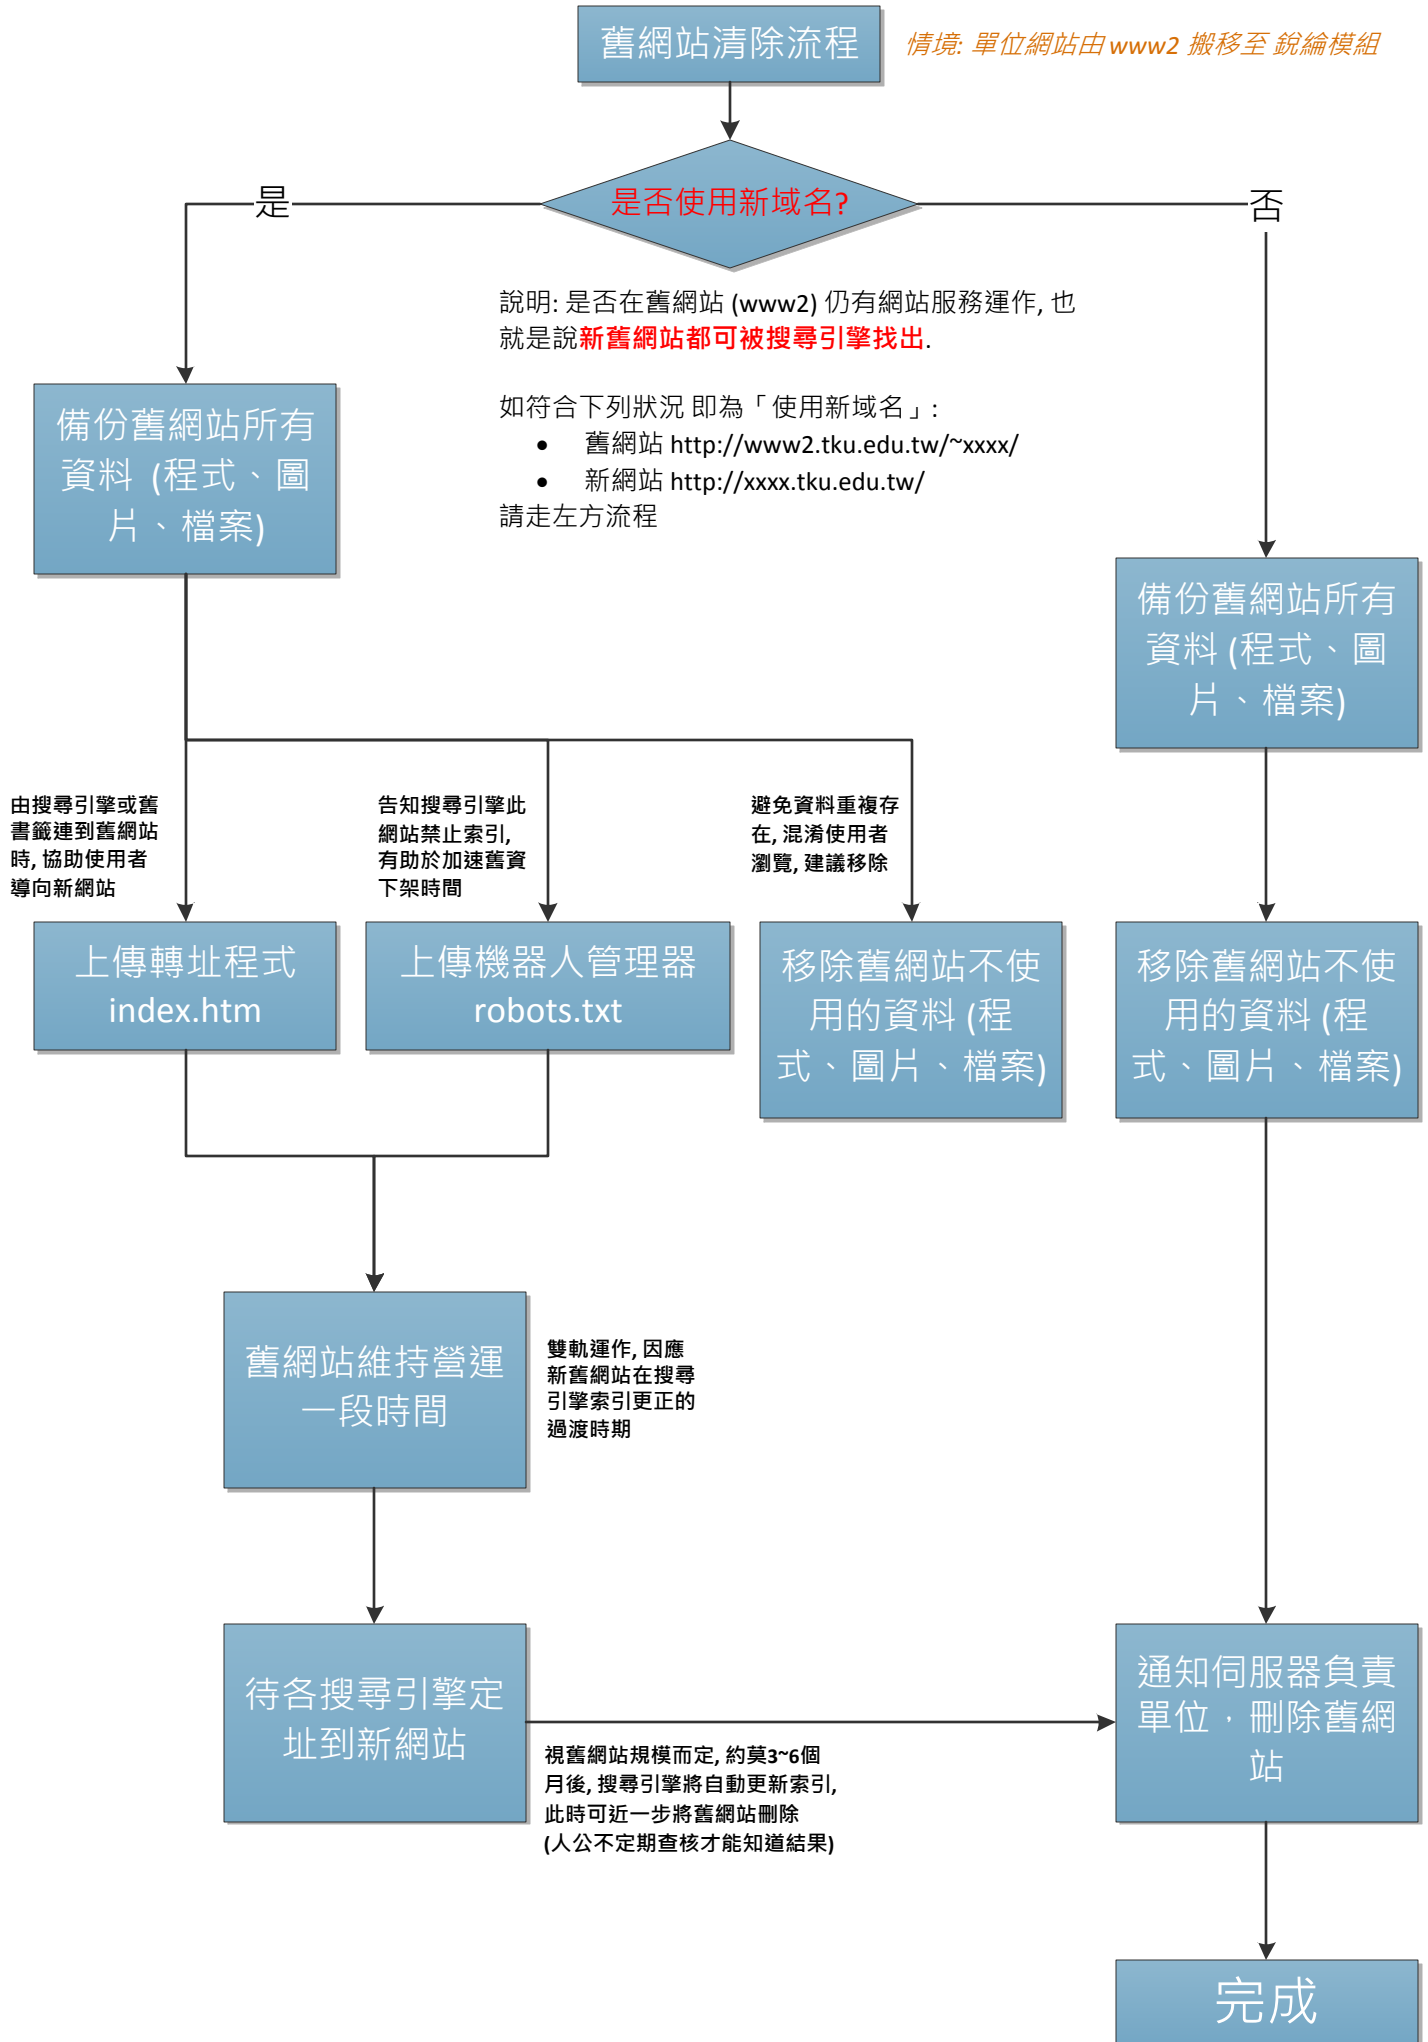 舊網站清除流程
情境: 單位網站由 www2 搬移至 銳綸模組
是否使用新域名?
是
否
說明: 是否在舊網站 (www2) 仍有網站服務運作, 也
就是說新舊網站都可被搜尋引擎找出.
如符合下列狀況 即為「使用新域名」:
• 舊網站 http://www2.tku.edu.tw/~xxxx/
• 新網站 http://xxxx.tku.edu.tw/
請走左方流程
備份舊網站所有
資料 (程式、圖
片、檔案)
備份舊網站所有
資料 (程式、圖
片、檔案)
由搜尋引擎或舊
書籤連到舊網站
時, 協助使用者
導向新網站
告知搜尋引擎此
網站禁止索引,
有助於加速舊資
下架時間
避免資料重複存
在, 混淆使用者
瀏覽, 建議移除
上傳轉址程式
index.htm
上傳機器人管理器
robots.txt
移除舊網站不使
用的資料 (程
式、圖片、檔案)
移除舊網站不使
用的資料 (程
式、圖片、檔案)
舊網站維持營運
一段時間
雙軌運作, 因應
新舊網站在搜尋
引擎索引更正的
過渡時期
待各搜尋引擎定
址到新網站
視舊網站規模而定, 約莫3~6個
月後, 搜尋引擎將自動更新索引,
此時可近一步將舊網站刪除
(人公不定期查核才能知道結果)
通知伺服器負責
單位，刪除舊網
站
完成